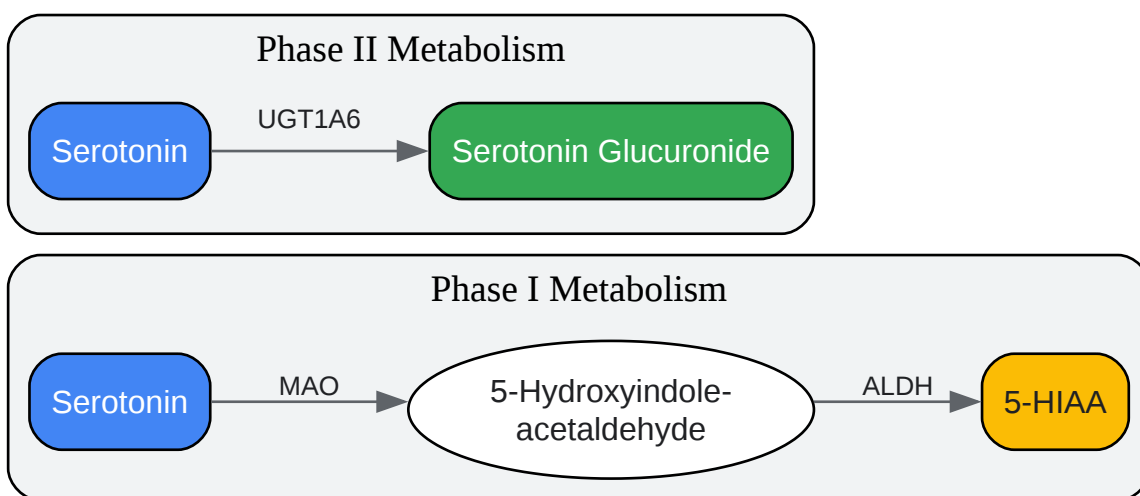 Phase II Metabolism
UGT1A6
Serotonin
Serotonin Glucuronide
Phase I Metabolism
Serotonin
MAO
5-Hydroxyindole-
acetaldehyde
ALDH
5-HIAA